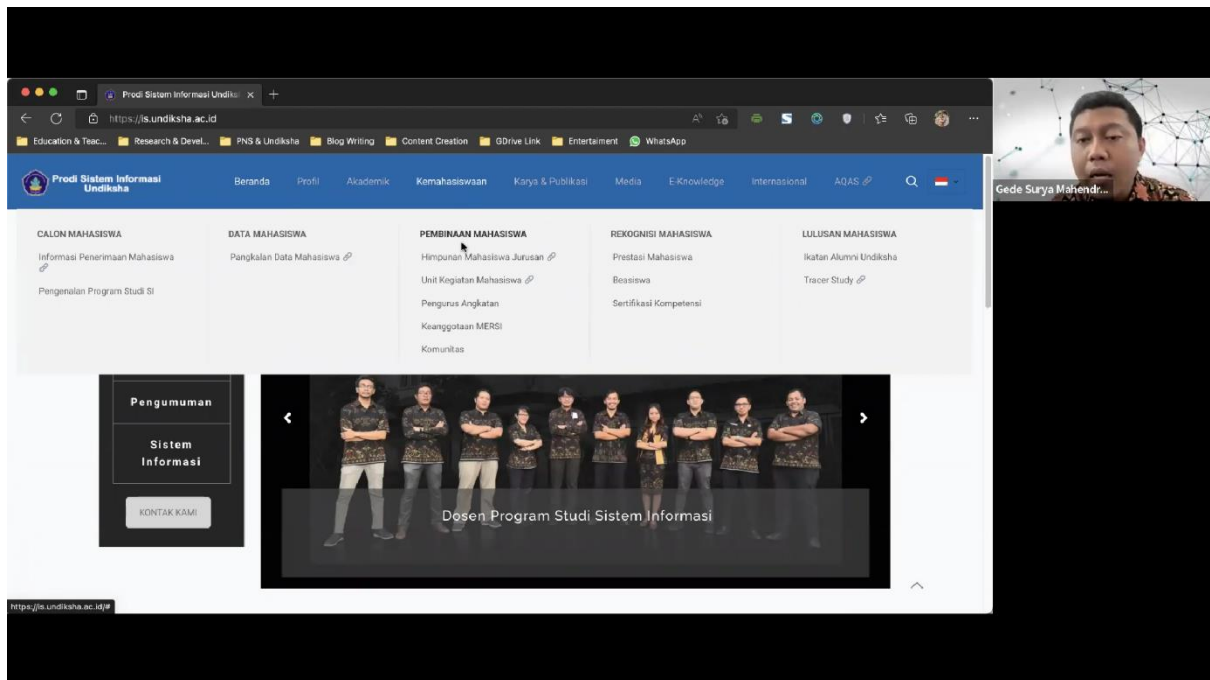 Prodi Sistem Informasi Undiks
https://is.undiksha.ac.id
Education & Teac...
Research & Devel...
PNS & Undiksha
Blog Writing
Content Creation
GDrive Link
Entertaiment
WhatsApp
Prodi Sistem Informasi
Undiksha
Beranda
Profil
Akademik
Kemahasiswaan
Karya & Publikasi
Media
E-Knowledge
Internasional
AQAS
Gede Surya Mahendr...
CALON MAHASISWA
Informasi Penerimaan Mahasiswa
Pengenalan Program Studi SI
DATA MAHASISWA
Pangkalan Data Mahasiswa
PEMBINAAN MAHASISWA
Himpunan Mahasiswa Jurusan
Unit Kegiatan Mahasiswa
Pengurus Angkatan
Keanggotaan MERSI
Komunitas
REKOGNISI MAHASISWA
Prestasi Mahasiswa
Beasiswa
Sertifikasi Kompetensi
LULUSAN MAHASISWA
Ikatan Alumni Undiksha
Tracer Study
Pengumuman
Sistem
Informasi
KONTAK KAMI
Dosen Program Studi Sistem Informasi
https://is.undiksha.ac.id/#